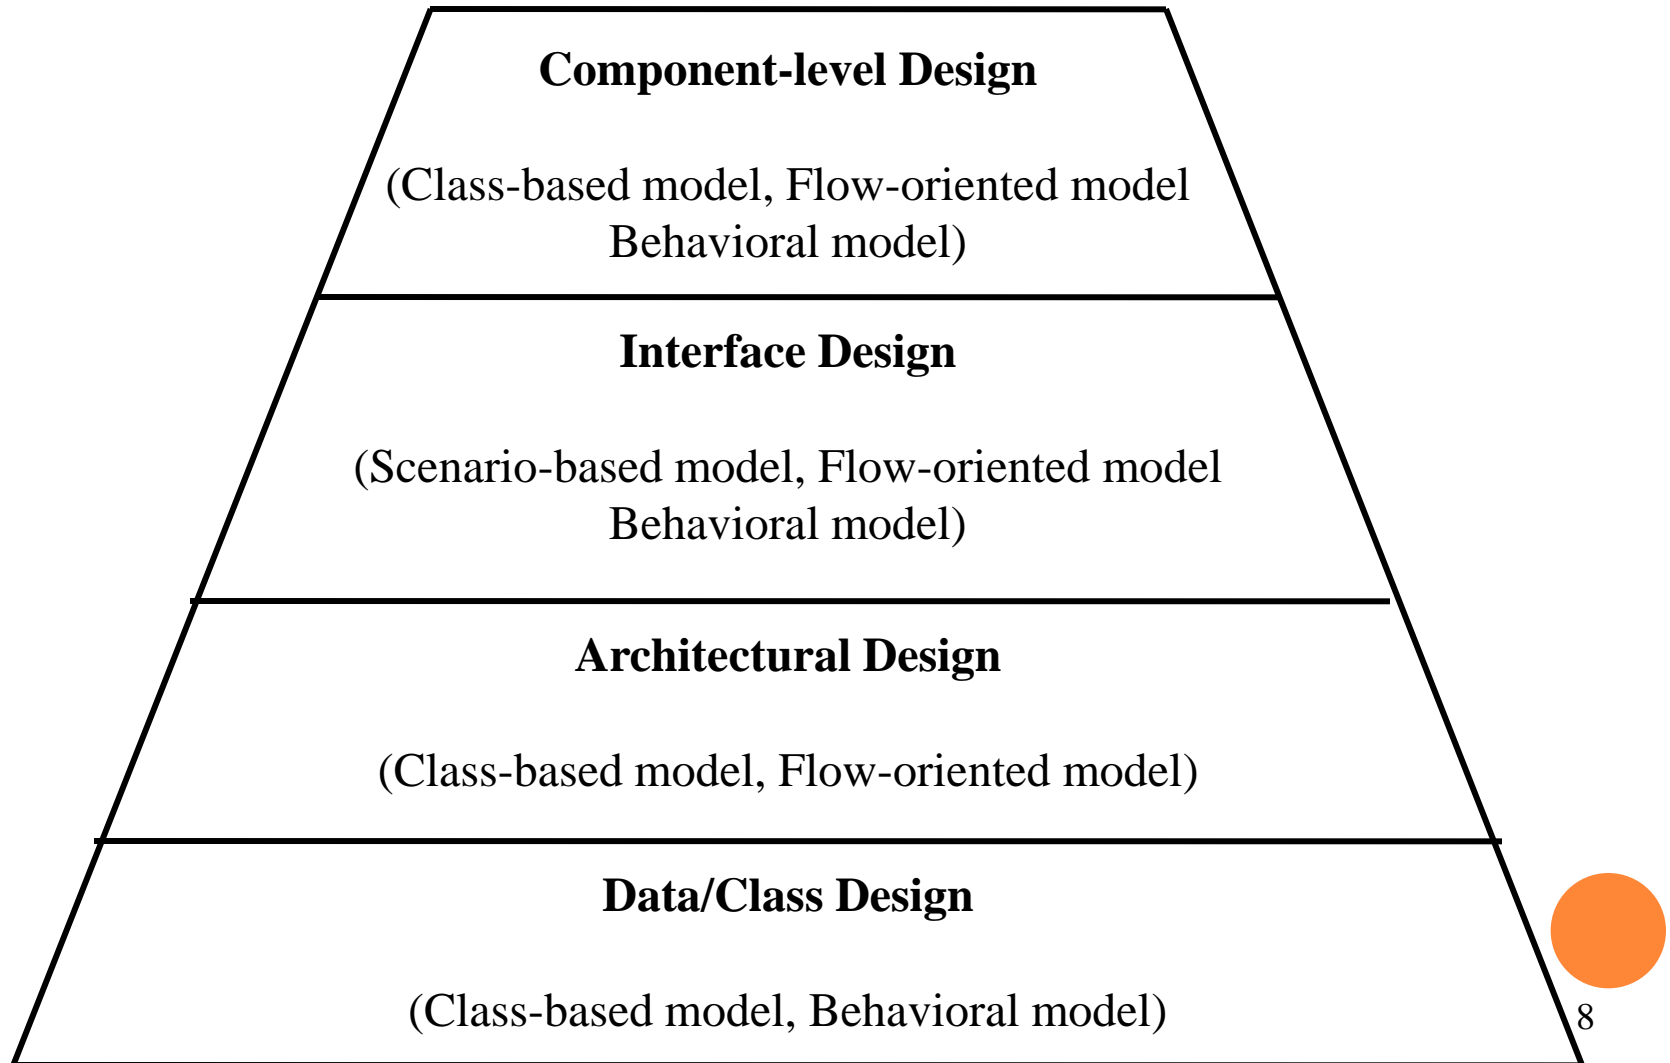 Component-level Design
(Class-based model, Flow-oriented model
Behavioral model)
Interface Design
(Scenario-based model, Flow-oriented model
Behavioral model)
Architectural Design
(Class-based model, Flow-oriented model)
Data/Class Design
(Class-based model, Behavioral model)
8